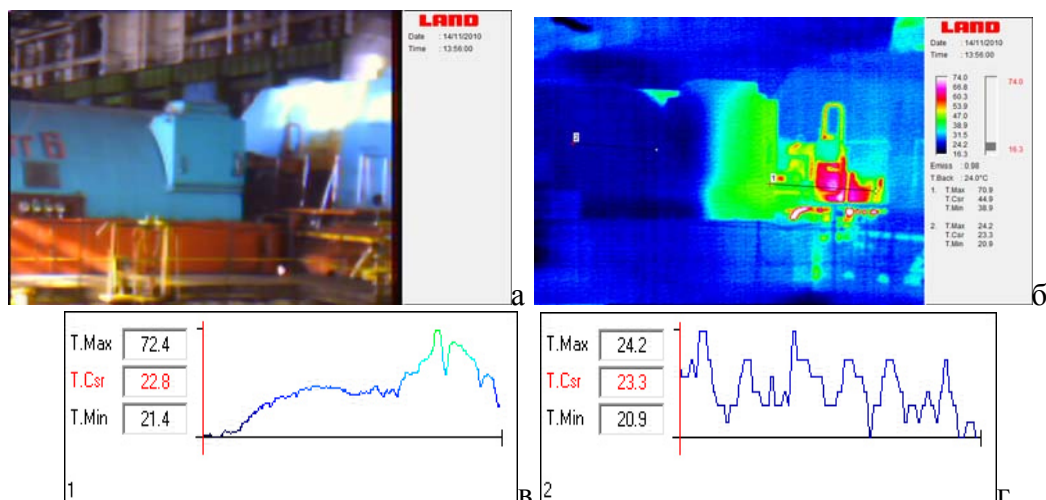 LAND
Date : 14/11/2010
Time : 13:56:00
а
LAND
Date : 14/11/2010
Time : 13:56:00
74.0
66.8
60.3
53.9
47.0
38.9
31.5
24.2
16.3
74.0
16.3
Emiss : 0.98
T.Back : 24.0°C
1. T.Max 70.9
T.Csr 44.9
T.Min 38.9
2. T.Max 24.2
T.Csr 23.3
T.Min 20.9
2
1
б
T.Max 72.4
T.Csr 22.8
T.Min 21.4
1
в
T.Max 24.2
T.Csr 23.3
T.Min 20.9
2
г